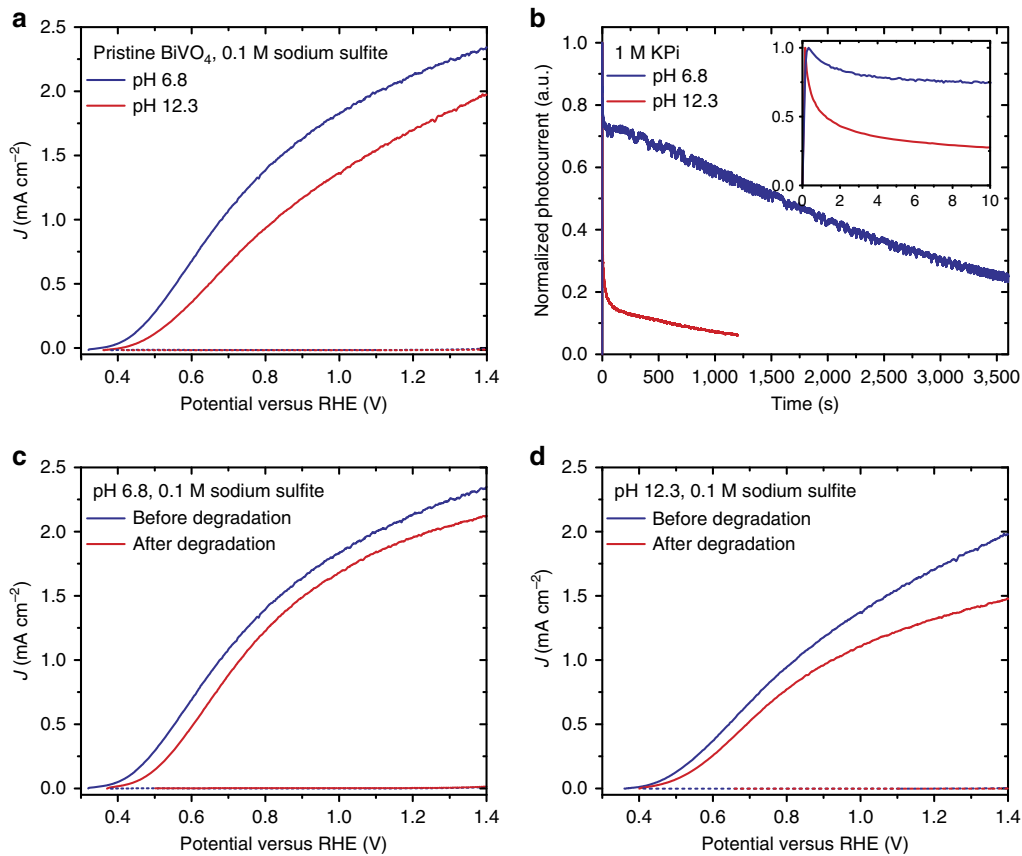 a
Pristine BiVO₄, 0.1 M sodium sulfite
pH 6.8
pH 12.3
2.5
2.0
1.5
1.0
0.5
0.0
J (mA cm⁻²)
0.4 0.6 0.8 1.0 1.2 1.4
Potential versus RHE (V)
b
1 M KPi
pH 6.8
pH 12.3
1.0
0.8
0.6
0.4
0.2
0.0
Normalized photocurrent (a.u.)
0 500 1,000 1,500 2,000 2,500 3,000 3,500
Time (s)
1.0
0.5
0.0
0 2 4 6 8 10
c
pH 6.8, 0.1 M sodium sulfite
Before degradation
After degradation
2.5
2.0
1.5
1.0
0.5
0.0
J (mA cm⁻²)
0.4 0.6 0.8 1.0 1.2 1.4
Potential versus RHE (V)
d
pH 12.3, 0.1 M sodium sulfite
Before degradation
After degradation
2.5
2.0
1.5
1.0
0.5
0.0
J (mA cm⁻²)
0.4 0.6 0.8 1.0 1.2 1.4
Potential versus RHE (V)